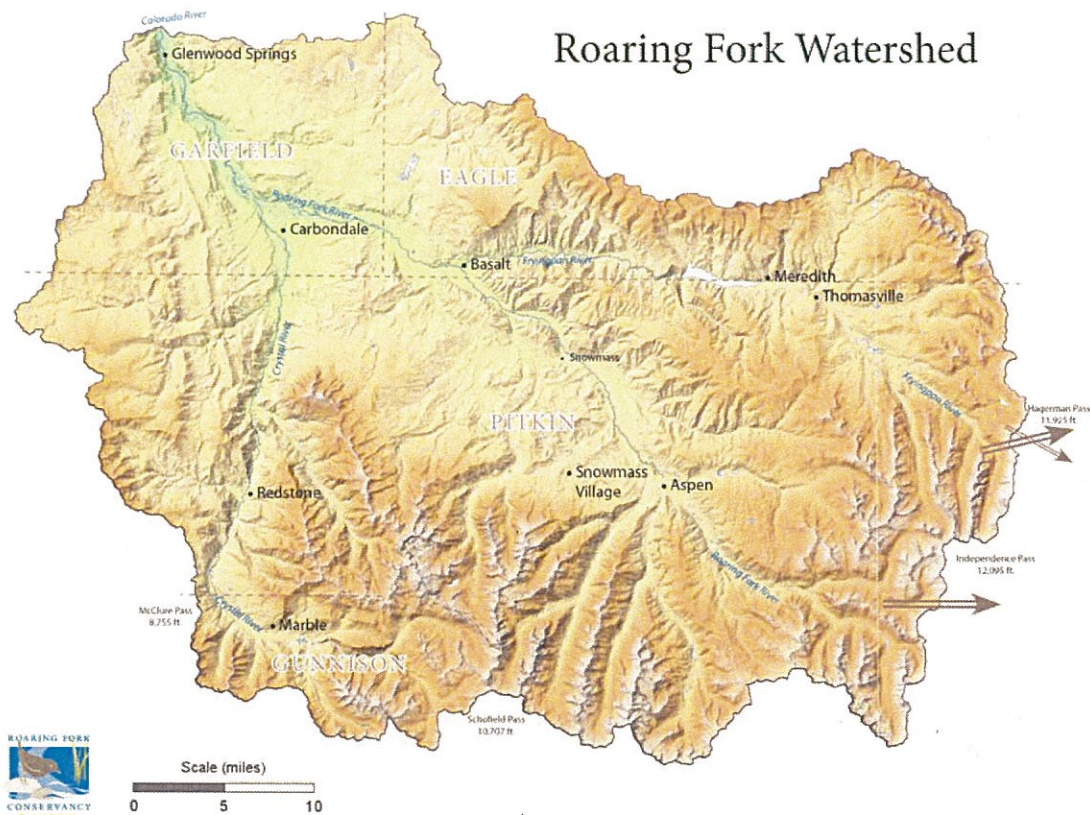 Roaring Fork Watershed
Colorado River
Glenwood Springs
GARFIELD
EAGLE
Roaring Fork River
Carbondale
Basalt
Fryingpan River
Meredith
Thomasville
Crystal River
Snowmass
Fryingpan River
PITKIN
Hagerman Pass
11,925 ft.
Snowmass
Village
Aspen
Redstone
Independence Pass
12,095 ft.
Roaring Fork River
McClure Pass
8,755 ft.
Crystal River
Marble
GUNNISON
Schofield Pass
10,707 ft.
ROARING FORK
CONSERVANCY
Scale (miles)
0 5 10